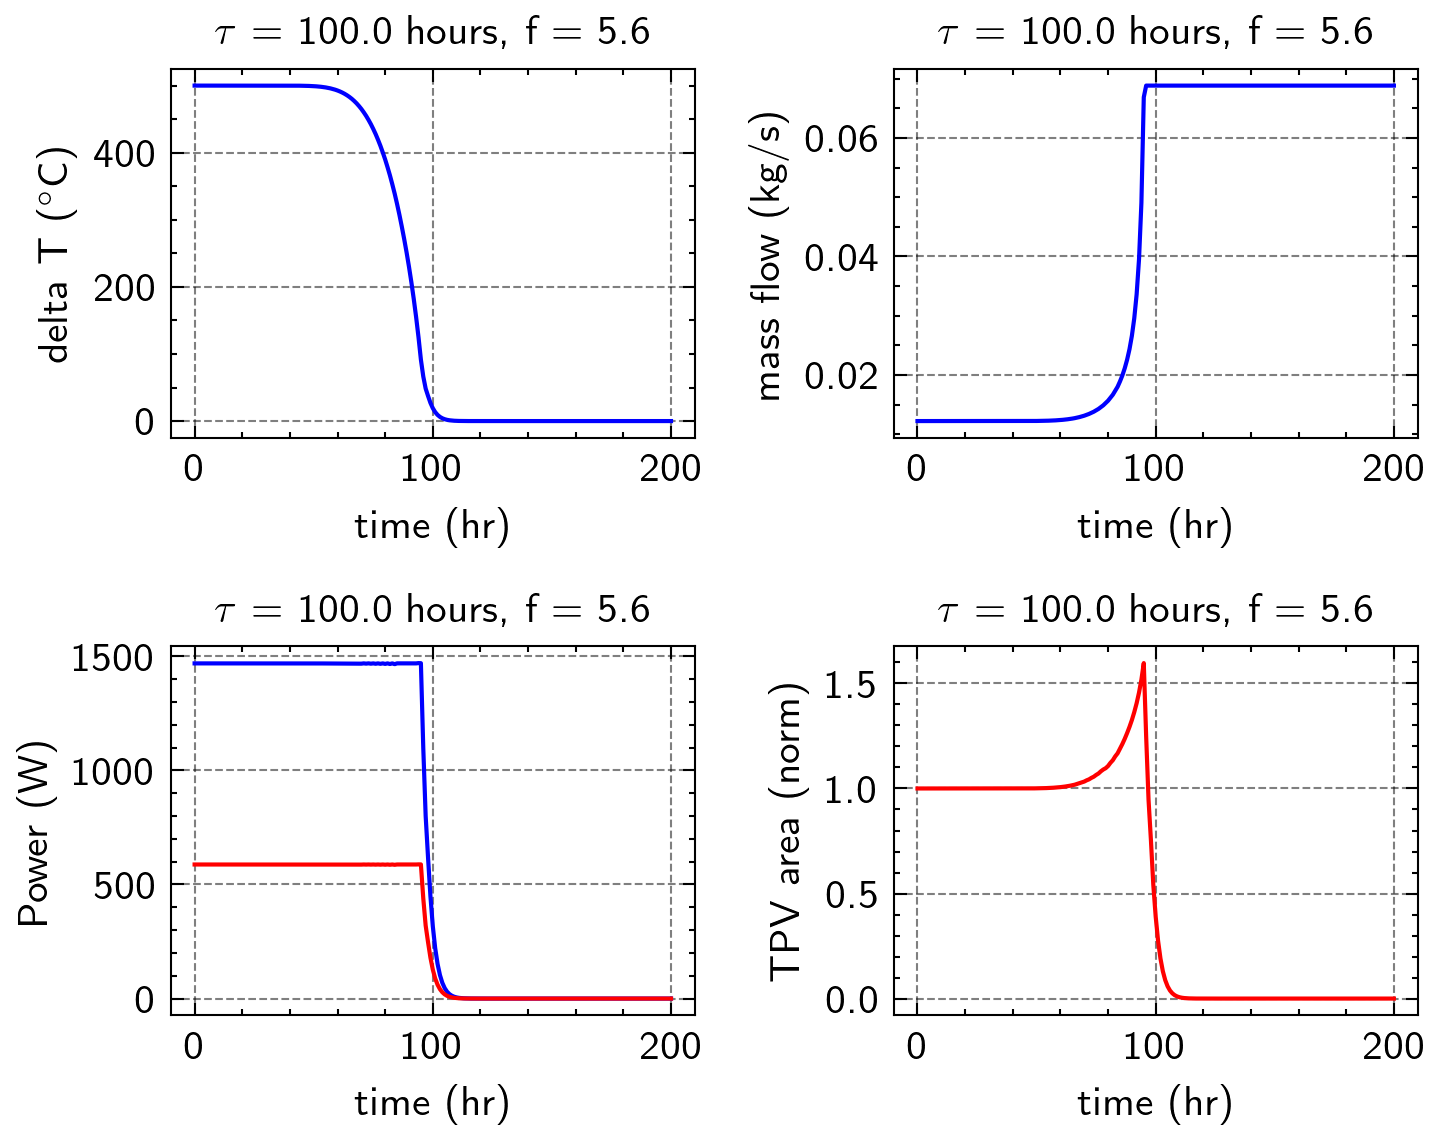 τ = 100.0 hours, f = 5.6
delta T (°C)
400
200
0
0
100
200
time (hr)
τ = 100.0 hours, f = 5.6
mass flow (kg/s)
0.06
0.04
0.02
0
100
200
time (hr)
τ = 100.0 hours, f = 5.6
Power (W)
1500
1000
500
0
0
100
200
time (hr)
τ = 100.0 hours, f = 5.6
TPV area (norm)
1.5
1.0
0.5
0.0
0
100
200
time (hr)